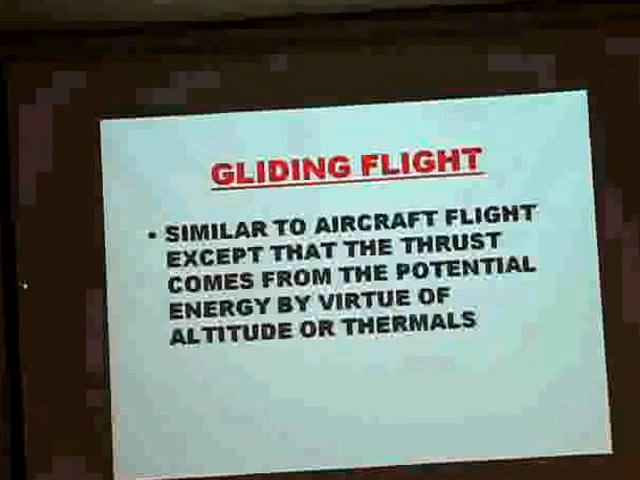 GLIDING FLIGHT
• SIMILAR TO AIRCRAFT FLIGHT
EXCEPT THAT THE THRUST
COMES FROM THE POTENTIAL
ENERGY BY VIRTUE OF
ALTITUDE OR THERMALS